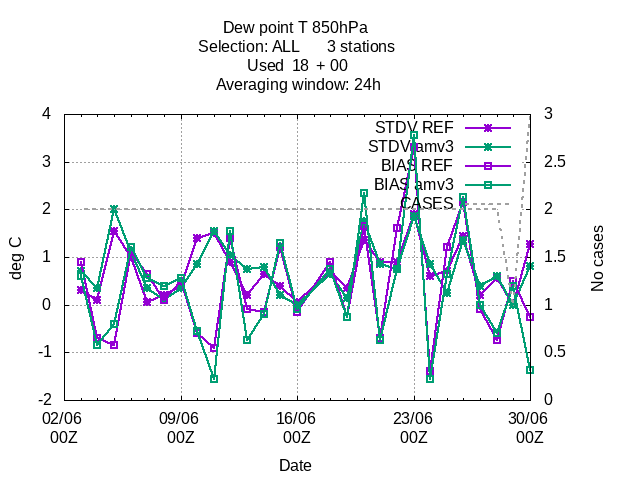 Dew point T 850hPa
Selection: ALL 3 stations
Used 18 + 00
Averaging window: 24h
4 3
STDV REF
STDV amv3
3 2.5
BIAS REF
BIAS amv3
CASES
2 2
1 1.5
0 1
-1 0.5
-2 0
deg C
No cases
02/06 09/06 16/06 23/06 30/06
00Z 00Z 00Z 00Z 00Z
Date